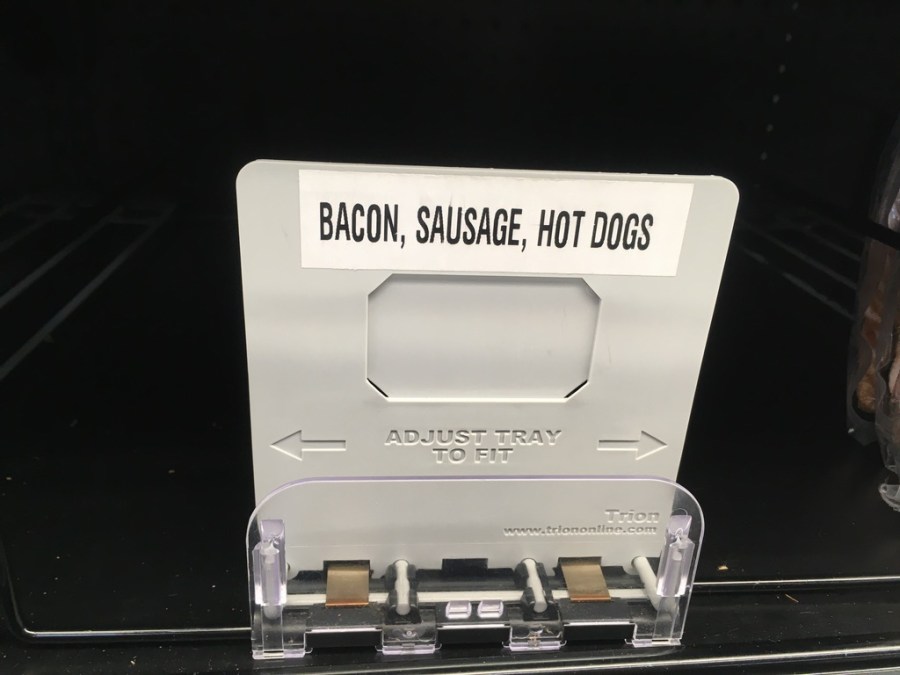 BACON, SAUSAGE, HOT DOGS
ADJUST TRAY
TO FIT
Trion
www.triononline.com